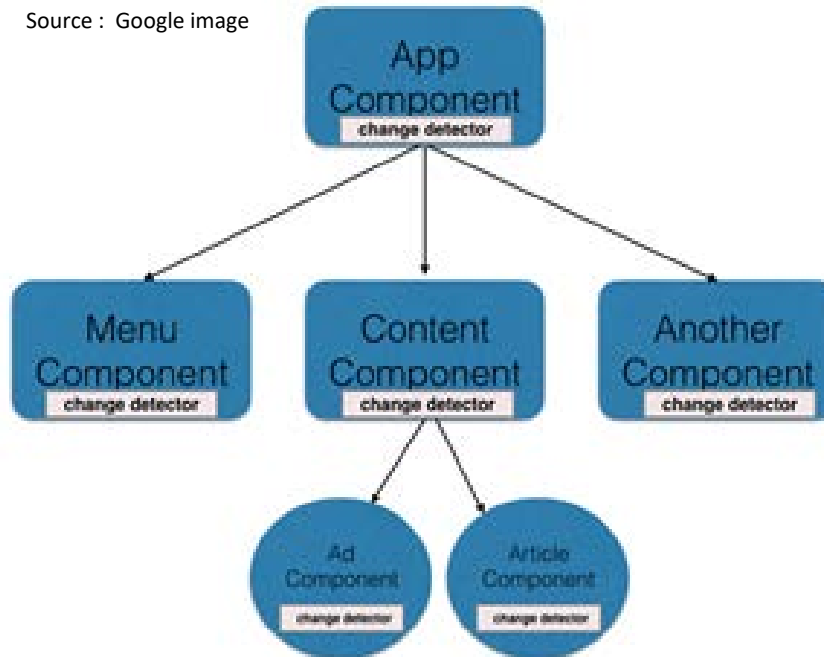 Source : Google image
App
Component
change detector
Menu
Component
change detector
Content
Component
change detector
Another
Component
change detector
Ad
Component
change detector
Article
Component
change detector